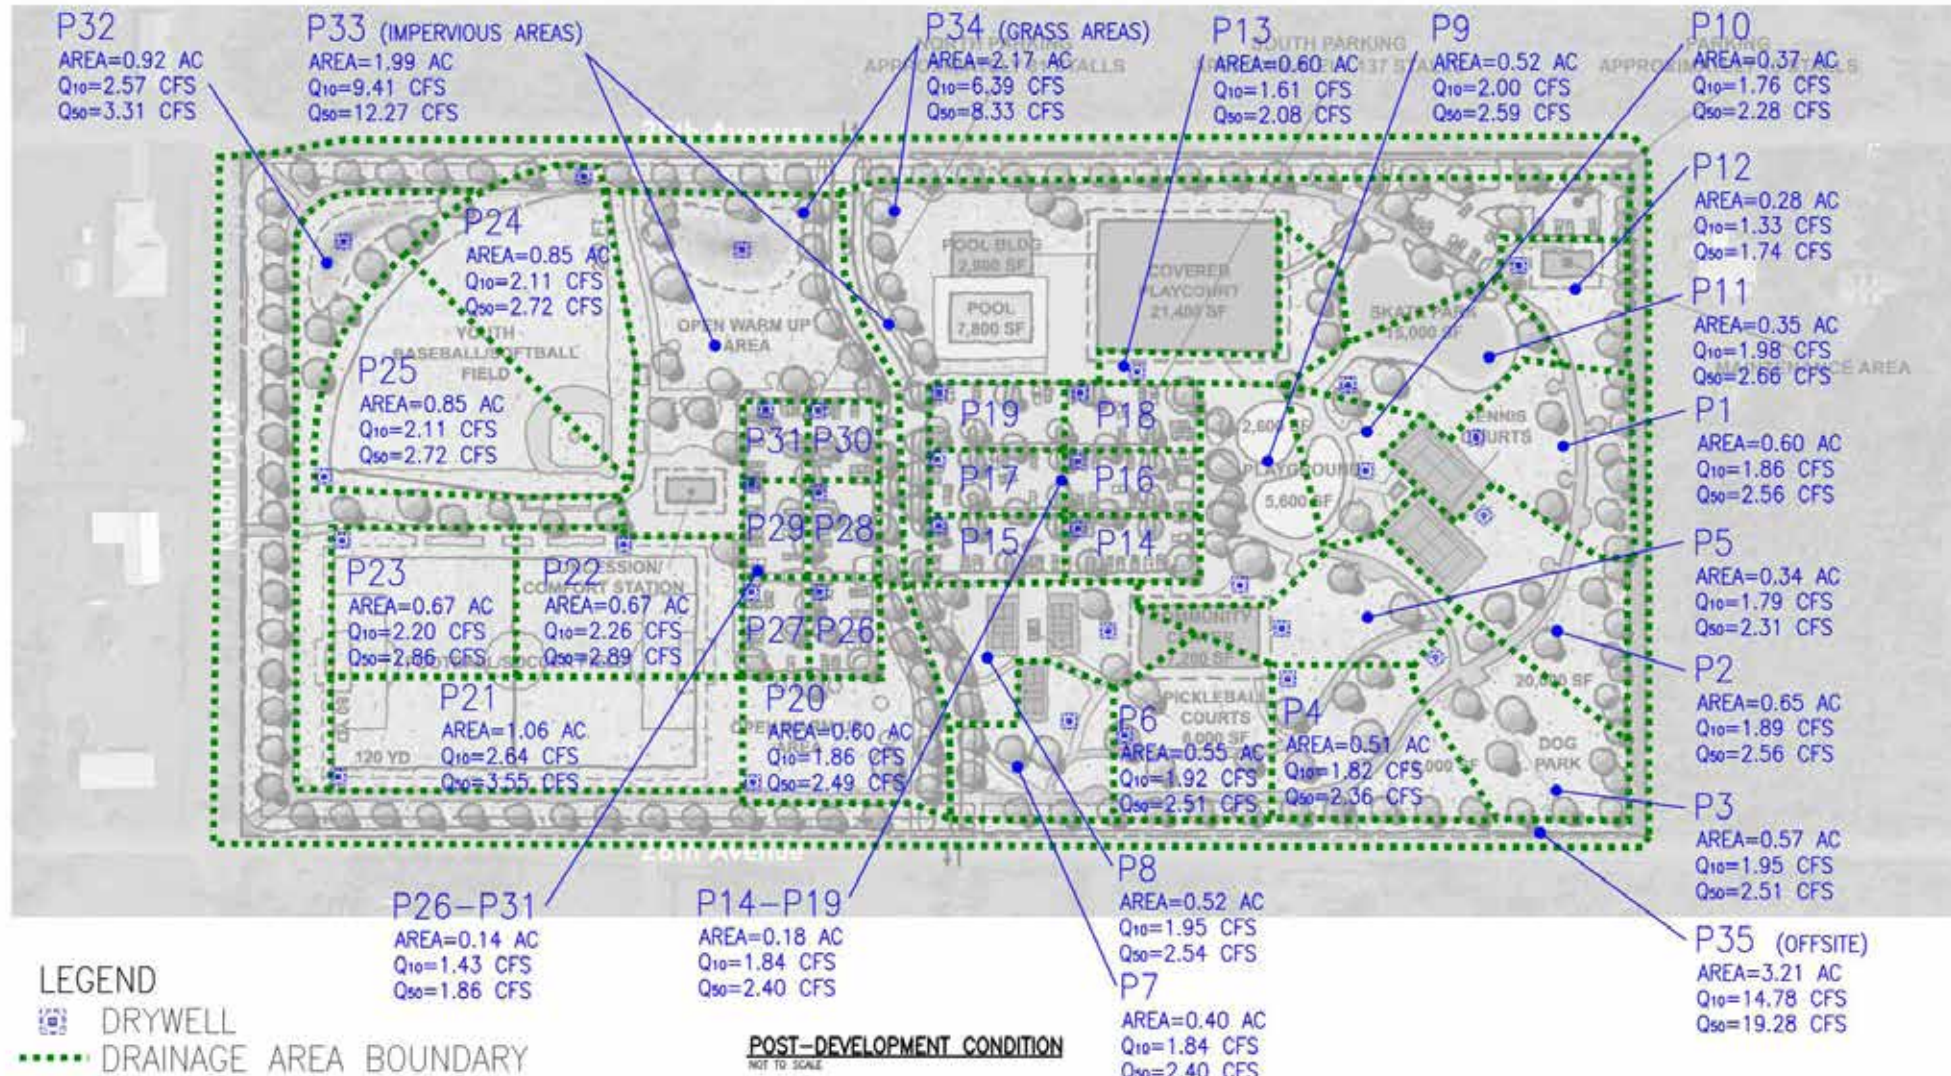 P32
AREA=0.92 AC
Q10=2.57 CFS
Q50=3.31 CFS
P33 (IMPERVIOUS AREAS)
AREA=1.99 AC
Q10=9.41 CFS
Q50=12.27 CFS
P34 (GRASS AREAS)
AREA=2.17 AC
Q10=6.39 CFS
Q50=8.33 CFS
NORTH PARKING
P13
AREA=0.60 AC
Q10=1.61 CFS
Q50=2.08 CFS
SOUTH PARKING
P9
AREA=0.52 AC
Q10=2.00 CFS
Q50=2.59 CFS
P10
AREA=0.37 AC
Q10=1.76 CFS
Q50=2.28 CFS
PARKING
P12
AREA=0.28 AC
Q10=1.33 CFS
Q50=1.74 CFS
P11
AREA=0.35 AC
Q10=1.98 CFS
Q50=2.66 CFS
MAINTENANCE AREA
P1
AREA=0.60 AC
Q10=1.86 CFS
Q50=2.56 CFS
P5
AREA=0.34 AC
Q10=1.79 CFS
Q50=2.31 CFS
P2
AREA=0.65 AC
Q10=1.89 CFS
Q50=2.56 CFS
P3
AREA=0.57 AC
Q10=1.95 CFS
Q50=2.51 CFS
P35 (OFFSITE)
AREA=3.21 AC
Q10=14.78 CFS
Q50=19.28 CFS
P24
AREA=0.85 AC
Q10=2.11 CFS
Q50=2.72 CFS
YOUTH
BASEBALL/SOFTBALL
FIELD
P25
AREA=0.85 AC
Q10=2.11 CFS
Q50=2.72 CFS
OPEN WARM UP
AREA
POOL BLDG
POOL
7,800 SF
COVERED
PLAYCOURT
21,400 SF
SKATE PARK
15,000 SF
TENNIS
COURTS
PLAYGROUND
5,600 SF
P31
P30
P29
P28
P27
P26
P19
P18
P17
P16
P15
P14
P23
AREA=0.67 AC
Q10=2.20 CFS
Q50=2.86 CFS
P22
COMFORT STATION
AREA=0.67 AC
Q10=2.26 CFS
Q50=2.89 CFS
P21
AREA=1.06 AC
Q10=2.64 CFS
Q50=3.55 CFS
120 YD
P20
AREA=0.60 AC
Q10=1.86 CFS
Q50=2.49 CFS
PICKLEBALL
COURTS
P6
AREA=0.55 AC
Q10=1.92 CFS
Q50=2.51 CFS
P4
AREA=0.51 AC
Q10=1.82 CFS
Q50=2.36 CFS
DOG
PARK
26th Avenue
P26-P31
AREA=0.14 AC
Q10=1.43 CFS
Q50=1.86 CFS
P14-P19
AREA=0.18 AC
Q10=1.84 CFS
Q50=2.40 CFS
P8
AREA=0.52 AC
Q10=1.95 CFS
Q50=2.54 CFS
P7
AREA=0.40 AC
Q10=1.84 CFS
Q50=2.40 CFS
LEGEND
DRYWELL
DRAINAGE AREA BOUNDARY
POST-DEVELOPMENT CONDITION
NOT TO SCALE